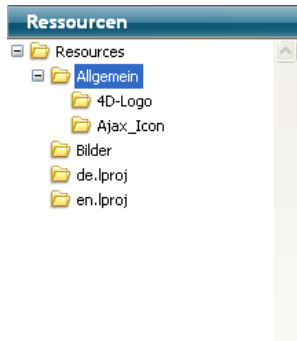 Ressourcen
Resources
Allgemein
4D-Logo
Ajax_Icon
Bilder
de.lproj
en.lproj